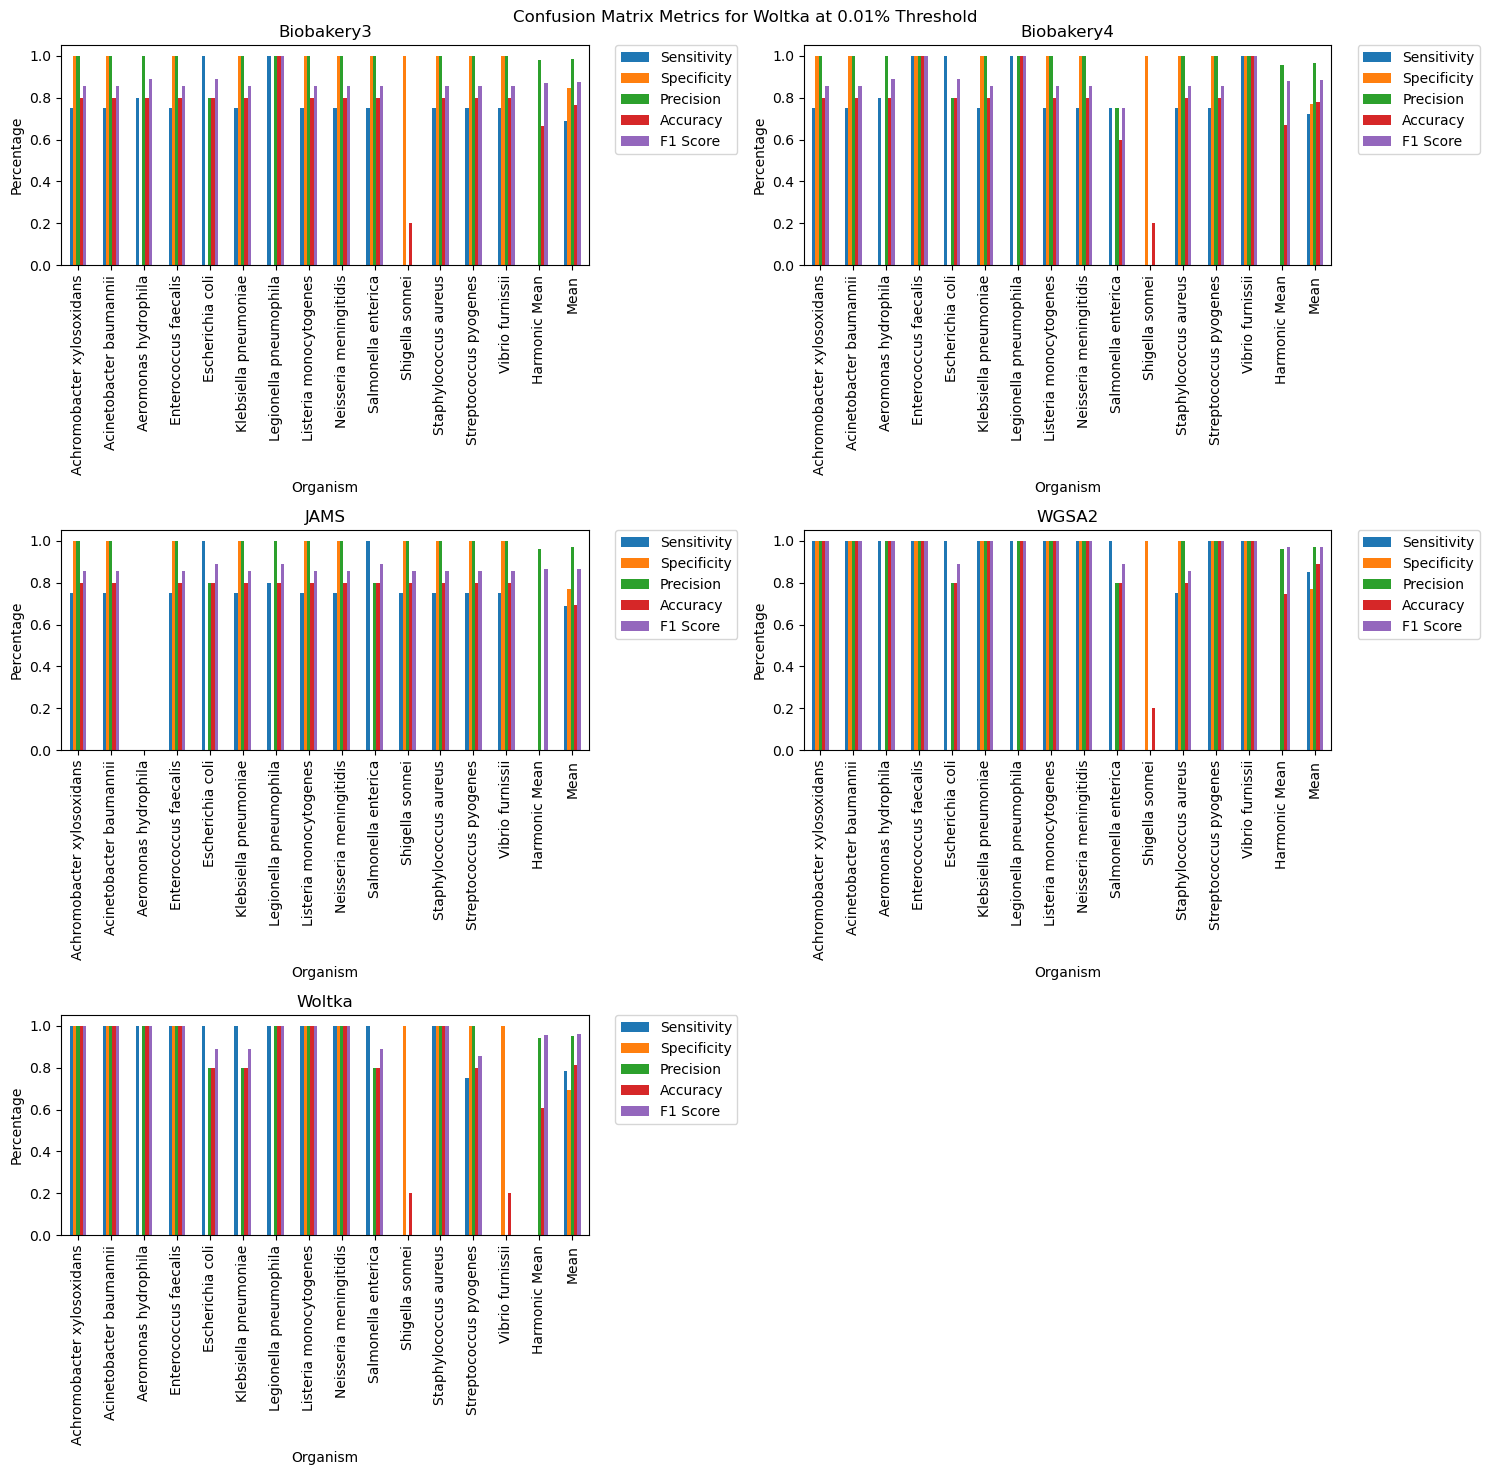 Confusion Matrix Metrics for Woltka at 0.01% Threshold
Biobakery3
1.0
0.8
0.6
0.4
0.2
0.0
Percentage
Achromobacter xylosoxidans
Acinetobacter baumannii
Aeromonas hydrophila
Enterococcus faecalis
Escherichia coli
Klebsiella pneumoniae
Legionella pneumophila
Listeria monocytogenes
Neisseria meningitidis
Salmonella enterica
Shigella sonnei
Staphylococcus aureus
Streptococcus pyogenes
Vibrio furnissii
Harmonic Mean
Mean
Organism
Sensitivity
Specificity
Precision
Accuracy
F1 Score
Biobakery4
1.0
0.8
0.6
0.4
0.2
0.0
Percentage
Achromobacter xylosoxidans
Acinetobacter baumannii
Aeromonas hydrophila
Enterococcus faecalis
Escherichia coli
Klebsiella pneumoniae
Legionella pneumophila
Listeria monocytogenes
Neisseria meningitidis
Salmonella enterica
Shigella sonnei
Staphylococcus aureus
Streptococcus pyogenes
Vibrio furnissii
Harmonic Mean
Mean
Organism
Sensitivity
Specificity
Precision
Accuracy
F1 Score
JAMS
1.0
0.8
0.6
0.4
0.2
0.0
Percentage
Achromobacter xylosoxidans
Acinetobacter baumannii
Aeromonas hydrophila
Enterococcus faecalis
Escherichia coli
Klebsiella pneumoniae
Legionella pneumophila
Listeria monocytogenes
Neisseria meningitidis
Salmonella enterica
Shigella sonnei
Staphylococcus aureus
Streptococcus pyogenes
Vibrio furnissii
Harmonic Mean
Mean
Organism
Sensitivity
Specificity
Precision
Accuracy
F1 Score
WGSA2
1.0
0.8
0.6
0.4
0.2
0.0
Percentage
Achromobacter xylosoxidans
Acinetobacter baumannii
Aeromonas hydrophila
Enterococcus faecalis
Escherichia coli
Klebsiella pneumoniae
Legionella pneumophila
Listeria monocytogenes
Neisseria meningitidis
Salmonella enterica
Shigella sonnei
Staphylococcus aureus
Streptococcus pyogenes
Vibrio furnissii
Harmonic Mean
Mean
Organism
Sensitivity
Specificity
Precision
Accuracy
F1 Score
Woltka
1.0
0.8
0.6
0.4
0.2
0.0
Percentage
Achromobacter xylosoxidans
Acinetobacter baumannii
Aeromonas hydrophila
Enterococcus faecalis
Escherichia coli
Klebsiella pneumoniae
Legionella pneumophila
Listeria monocytogenes
Neisseria meningitidis
Salmonella enterica
Shigella sonnei
Staphylococcus aureus
Streptococcus pyogenes
Vibrio furnissii
Harmonic Mean
Mean
Organism
Sensitivity
Specificity
Precision
Accuracy
F1 Score